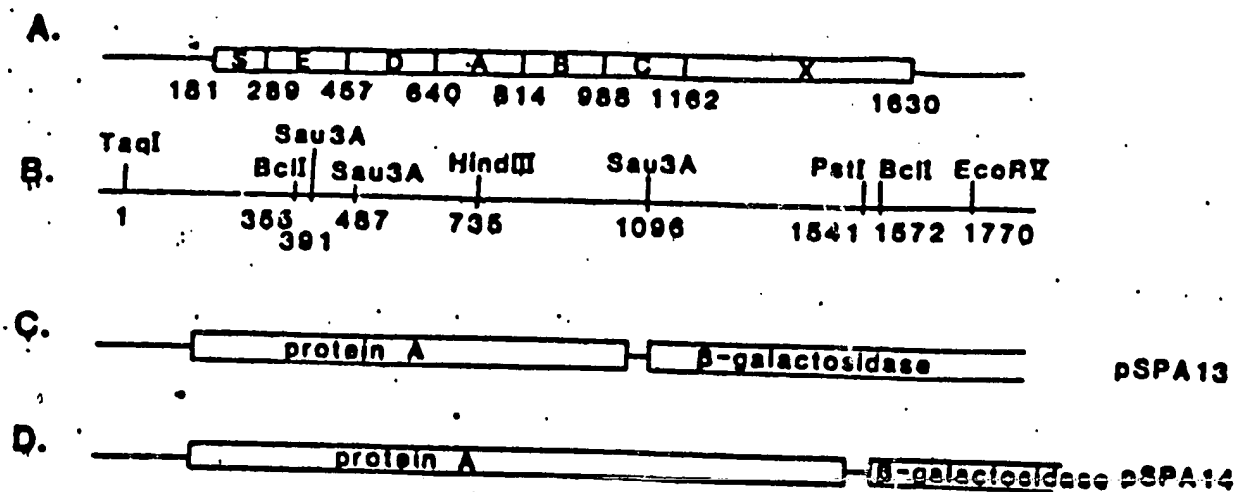 A.
S E D A B C X
181 289 457 640 814 988 1162 1630
B.
TaqI BclI Sau3A Sau3A HindIII Sau3A PstI BclI EcoRV
1 353 391 487 735 1096 1541 1572 1770
C.
protein A β-galactosidase pSPA13
D.
protein A β-galactosidase pSPA14